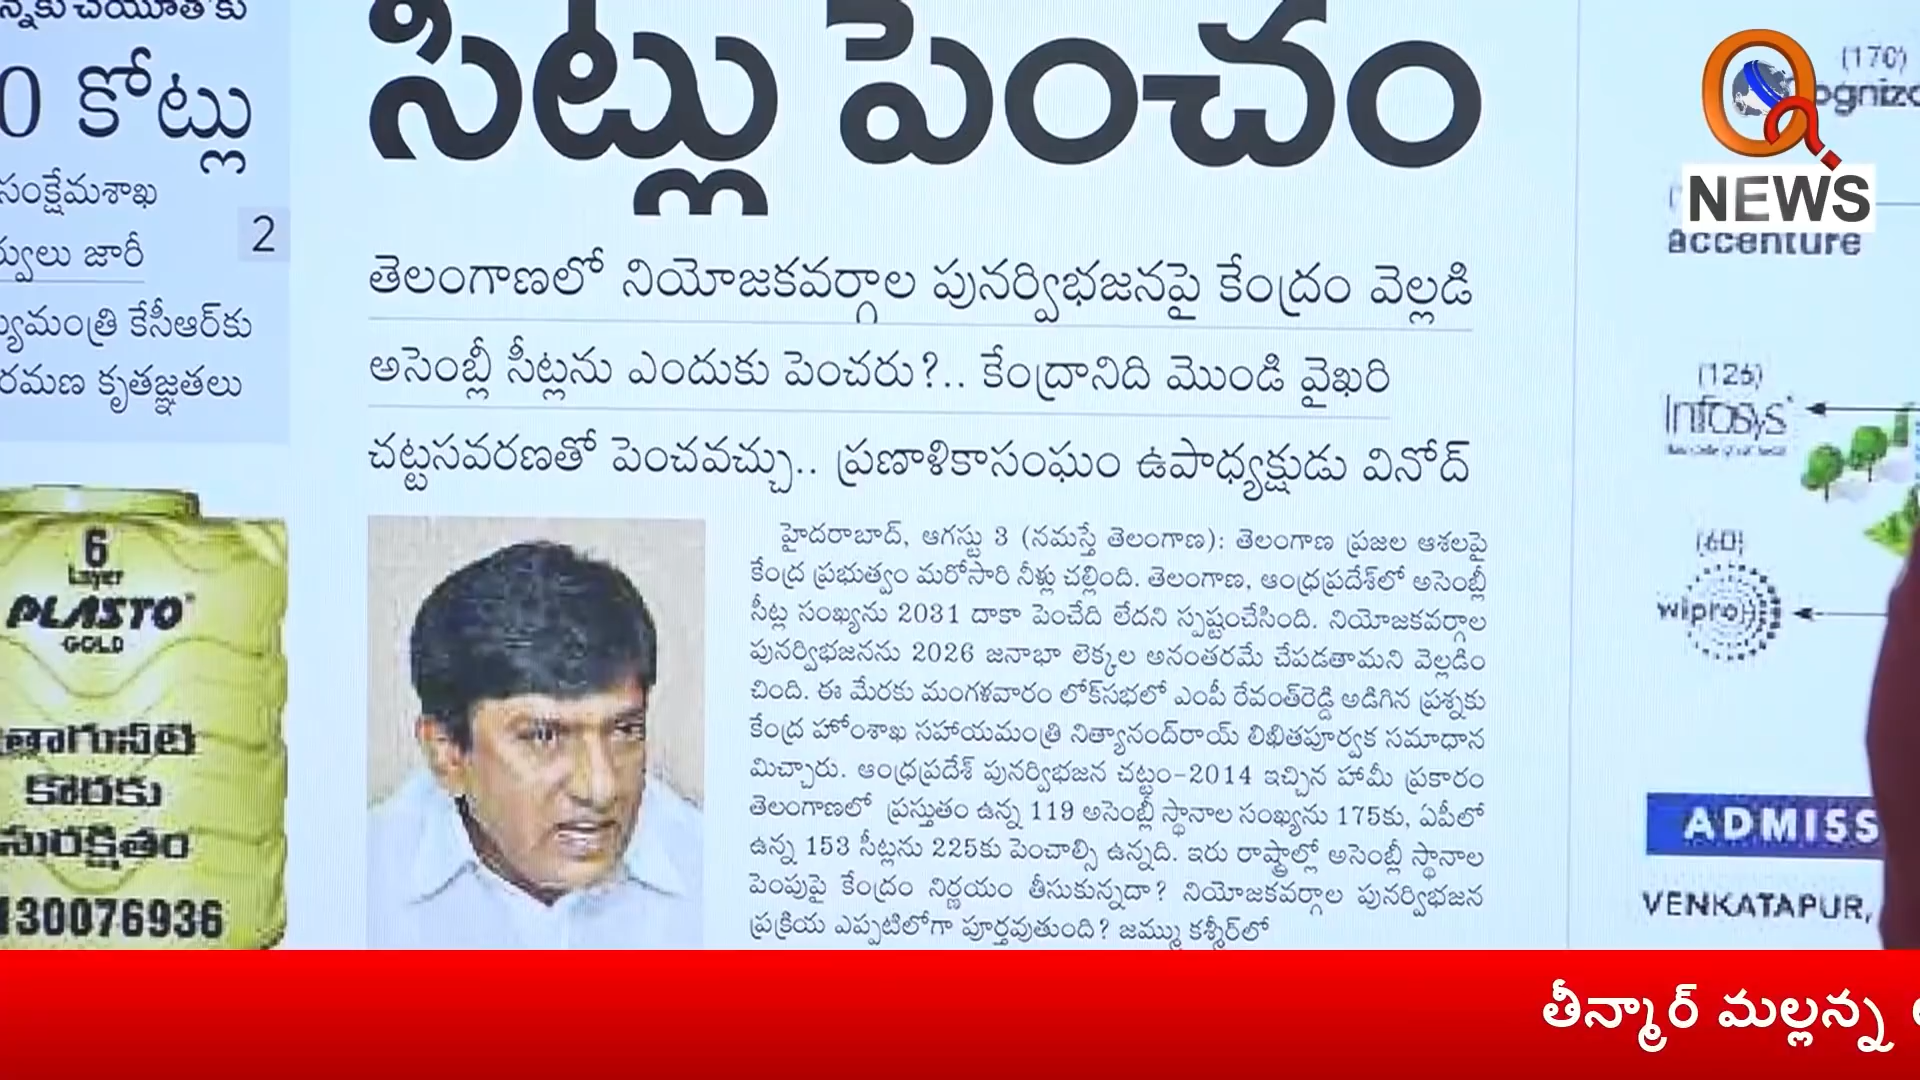 0 కోట్లు
సంక్షేమశాఖ
జారీ
2
కేసీఆర్‌కు
రమణ కృతజ్ఞతలు
6
Layer
PLASTO
GOLD
త్రాగునీటి
కొరకు
సురక్షితం
130076936
సీట్లు పెంచం
తెలంగాణలో నియోజకవర్గాల పునర్విభజనపై కేంద్రం వెల్లడి
అసెంబ్లీ సీట్లను ఎందుకు పెంచరు?.. కేంద్రానిది మొండి వైఖరి
చట్టసవరణతో పెంచవచ్చు.. ప్రణాళికాసంఘం ఉపాధ్యక్షుడు వినోద్
హైదరాబాద్, ఆగస్టు 3 (నమస్తే తెలంగాణ): తెలంగాణ ప్రజల ఆశలపై
కేంద్ర ప్రభుత్వం మరోసారి నీళ్లు చల్లింది. తెలంగాణ, ఆంధ్రప్రదేశ్‌లో అసెంబ్లీ
సీట్ల సంఖ్యను 2031 దాకా పెంచేది లేదని స్పష్టంచేసింది. నియోజకవర్గాల
పునర్విభజనను 2026 జనాభా లెక్కల అనంతరమే చేపడతామని వెల్లడిం
చింది. ఈ మేరకు మంగళవారం లోక్‌సభలో ఎంపీ రేవంత్‌రెడ్డి అడిగిన ప్రశ్నకు
కేంద్ర హోంశాఖ సహాయమంత్రి నిత్యానంద్‌రాయ్ లిఖితపూర్వక సమాధాన
మిచ్చారు. ఆంధ్రప్రదేశ్ పునర్విభజన చట్టం-2014 ఇచ్చిన హామీ ప్రకారం
తెలంగాణలో ప్రస్తుతం ఉన్న 119 అసెంబ్లీ స్థానాల సంఖ్యను 175కు, ఏపీలో
ఉన్న 153 సీట్లను 225కు పెంచాల్సి ఉన్నది. ఇరు రాష్ట్రాల్లో అసెంబ్లీ స్థానాల
పెంపుపై కేంద్రం నిర్ణయం తీసుకున్నదా? నియోజకవర్గాల పునర్విభజన
ప్రక్రియ ఎప్పటిలోగా పూర్తవుతుంది? జమ్ము కశ్మీర్‌లో
(170)
ognizo
Q NEWS
accenture
(126)
Infosys
(60)
wipro
ADMISS
VENKATAPUR,
తీన్మార్ మల్లన్న